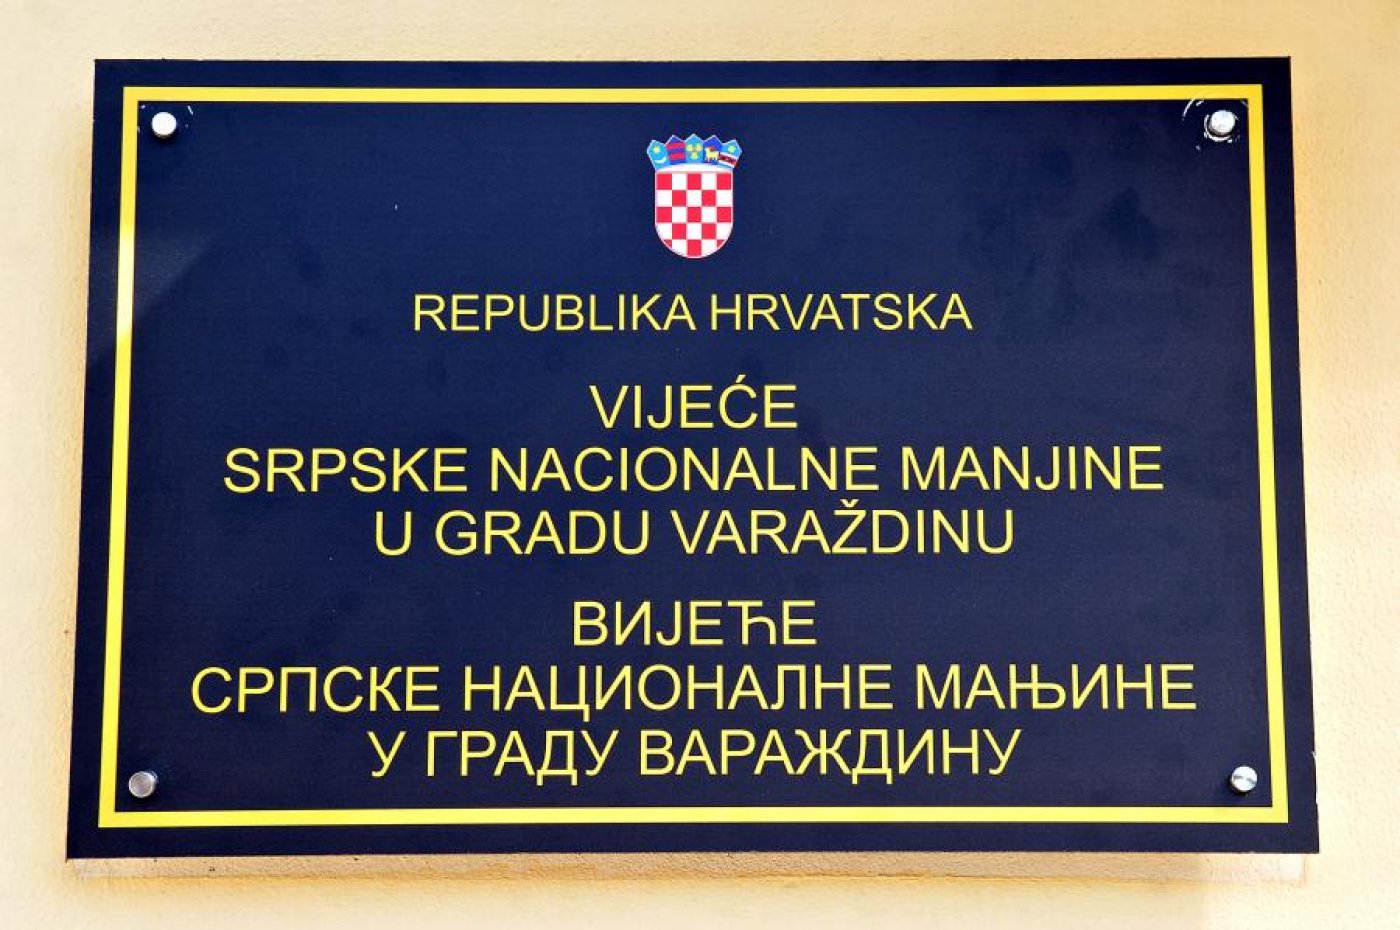 REPUBLIKA HRVATSKA
VIJEĆE
SRPSKE NACIONALNE MANJINE
U GRADU VARAŽDINU
ВИЈЕЋЕ
СРПСКЕ НАЦИОНАЛНЕ МАЊИНЕ
У ГРАДУ ВАРАЖДИНУ